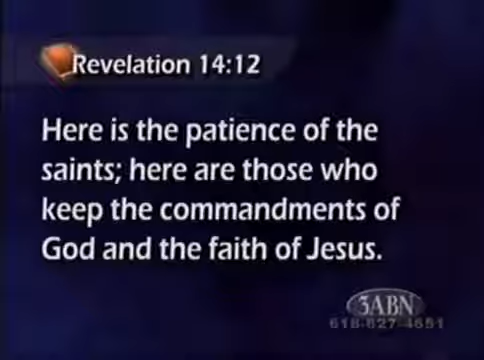 Revelation 14:12
Here is the patience of the
saints; here are those who
keep the commandments of
God and the faith of Jesus.
3ABN
618-627-4651